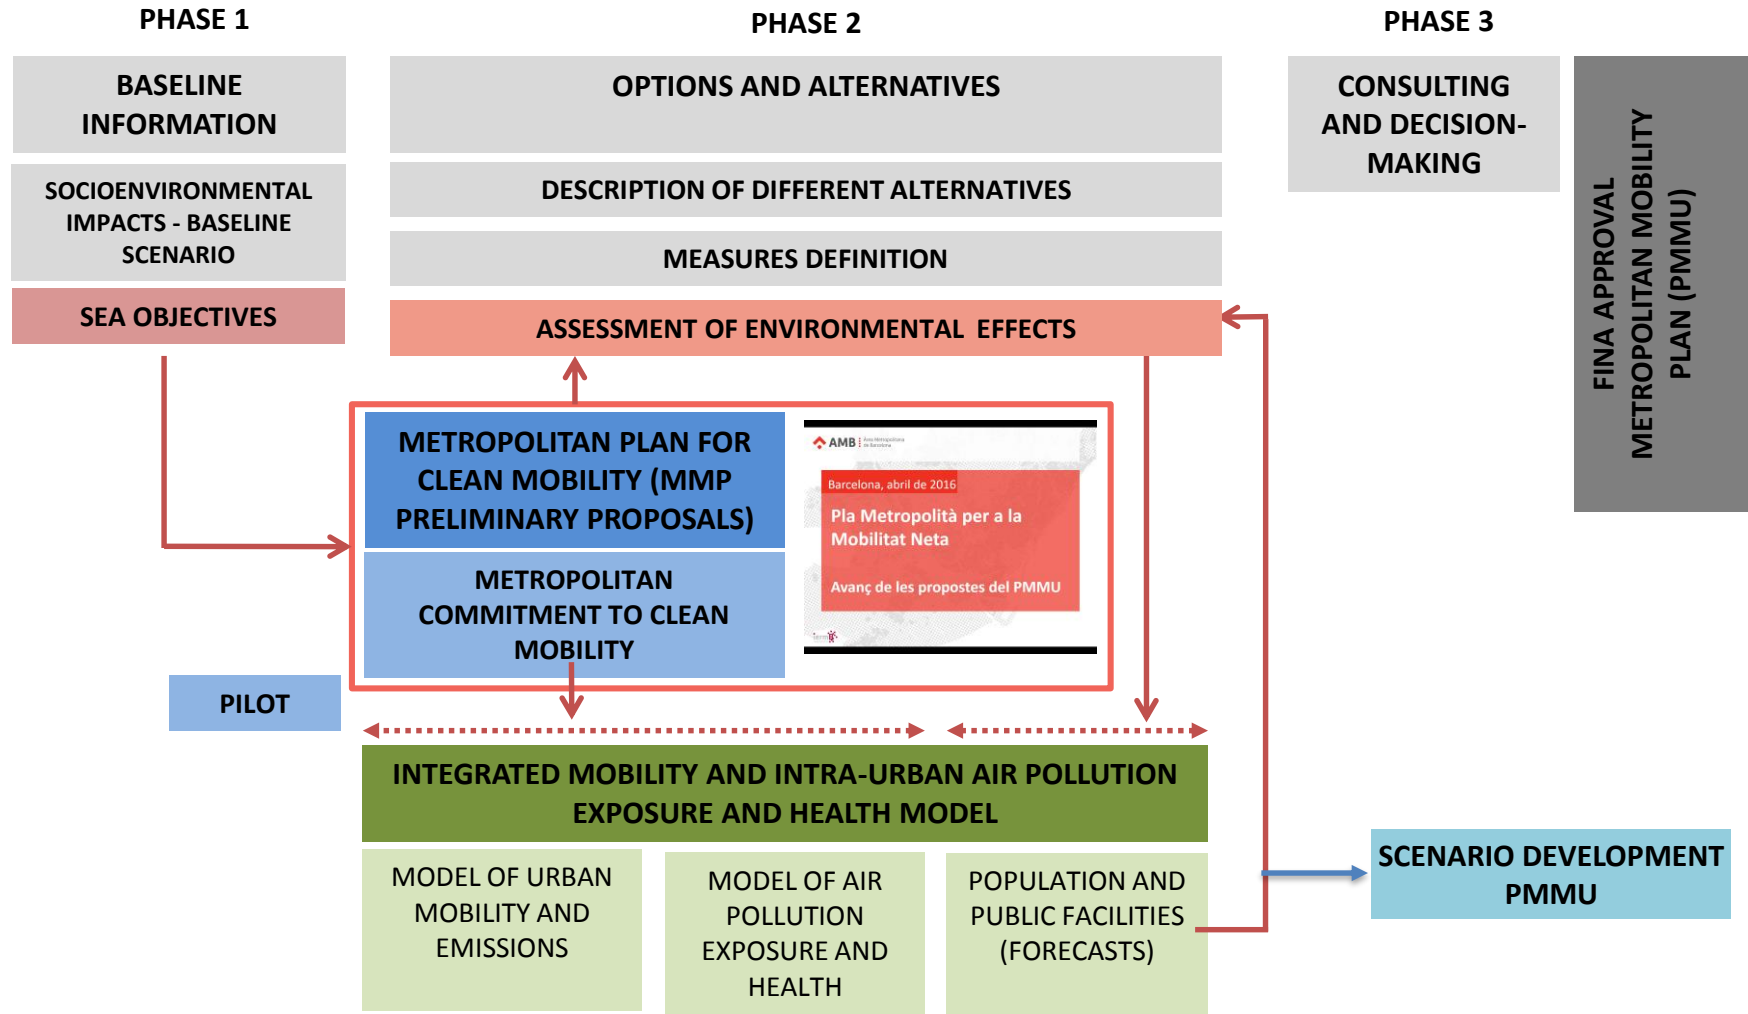 PHASE 1
PHASE 2
PHASE 3
BASELINE
INFORMATION
OPTIONS AND ALTERNATIVES
CONSULTING
AND DECISION-
MAKING
FINA APPROVAL
METROPOLITAN MOBILITY
PLAN (PMMU)
SOCIOENVIRONMENTAL
IMPACTS - BASELINE
SCENARIO
DESCRIPTION OF DIFFERENT ALTERNATIVES
MEASURES DEFINITION
SEA OBJECTIVES
ASSESSMENT OF ENVIRONMENTAL EFFECTS
METROPOLITAN PLAN FOR
CLEAN MOBILITY (MMP
PRELIMINARY PROPOSALS)
METROPOLITAN
COMMITMENT TO CLEAN
MOBILITY
AMB
Àrea Metropolitana
de Barcelona
Barcelona, abril de 2016
Pla Metropolità per a la
Mobilitat Neta
Avanç de les propostes del PMMU
PILOT
INTEGRATED MOBILITY AND INTRA-URBAN AIR POLLUTION
EXPOSURE AND HEALTH MODEL
MODEL OF URBAN
MOBILITY AND
EMISSIONS
MODEL OF AIR
POLLUTION
EXPOSURE AND
HEALTH
POPULATION AND
PUBLIC FACILITIES
(FORECASTS)
SCENARIO DEVELOPMENT
PMMU